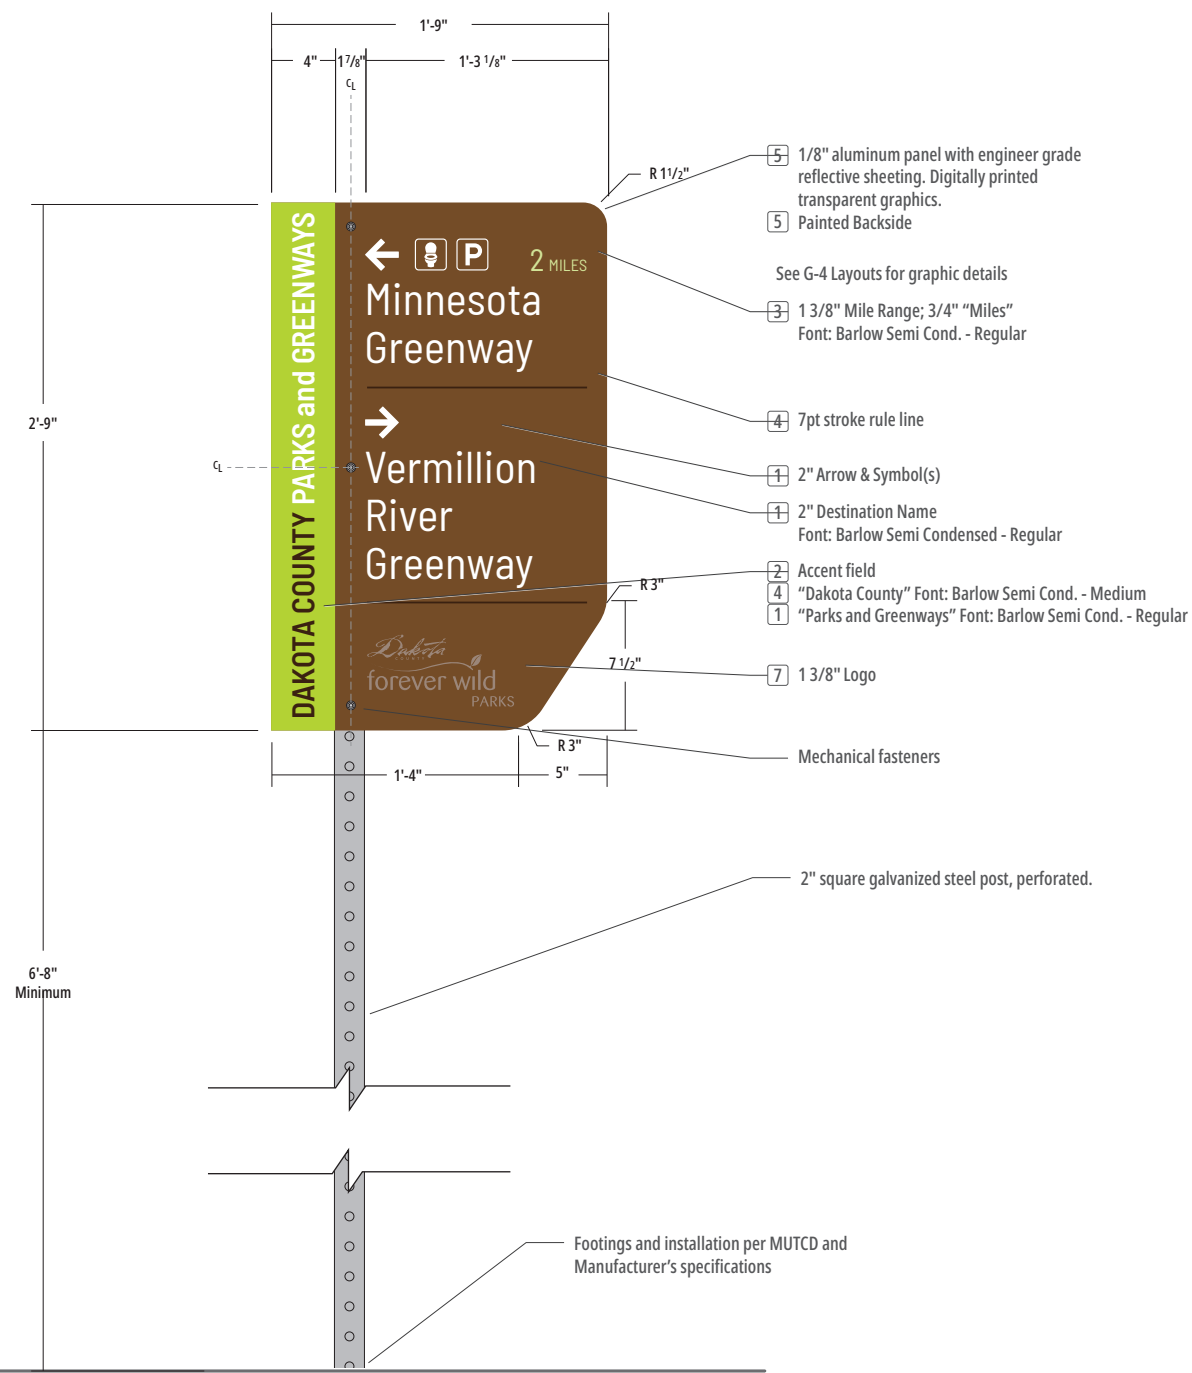 1'-9"
4"
1 7/8"
1'-3 1/8"
CL
R 1 1/2"
5 1/8" aluminum panel with engineer grade
reflective sheeting. Digitally printed
transparent graphics.
5 Painted Backside
See G-4 Layouts for graphic details
3 1 3/8" Mile Range; 3/4" “Miles”
Font: Barlow Semi Cond. - Regular
4 7pt stroke rule line
1 2" Arrow & Symbol(s)
1 2" Destination Name
Font: Barlow Semi Condensed - Regular
2 Accent field
4 “Dakota County” Font: Barlow Semi Cond. - Medium
1 “Parks and Greenways” Font: Barlow Semi Cond. - Regular
7 1 3/8" Logo
Mechanical fasteners
2" square galvanized steel post, perforated.
Footings and installation per MUTCD and
Manufacturer’s specifications
DAKOTA COUNTY PARKS and GREENWAYS
P
2 MILES
Minnesota
Greenway
Vermillion
River
Greenway
Dakota
COUNTY
forever wild
PARKS
2'-9"
CL
R 3"
7 1/2"
R 3"
1'-4"
5"
6'-8"
Minimum